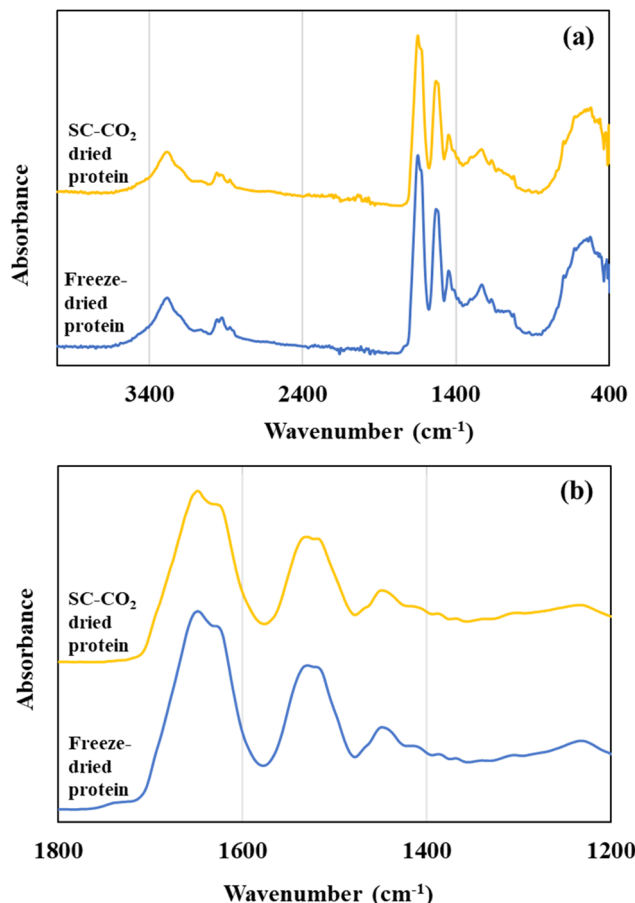 (a)
Absorbance
SC-CO₂
dried
protein
Freeze-
dried
protein
3400 2400 1400 400
Wavenumber (cm⁻¹)
(b)
Absorbance
SC-CO₂
dried
protein
Freeze-
dried
protein
1800 1600 1400 1200
Wavenumber (cm⁻¹)